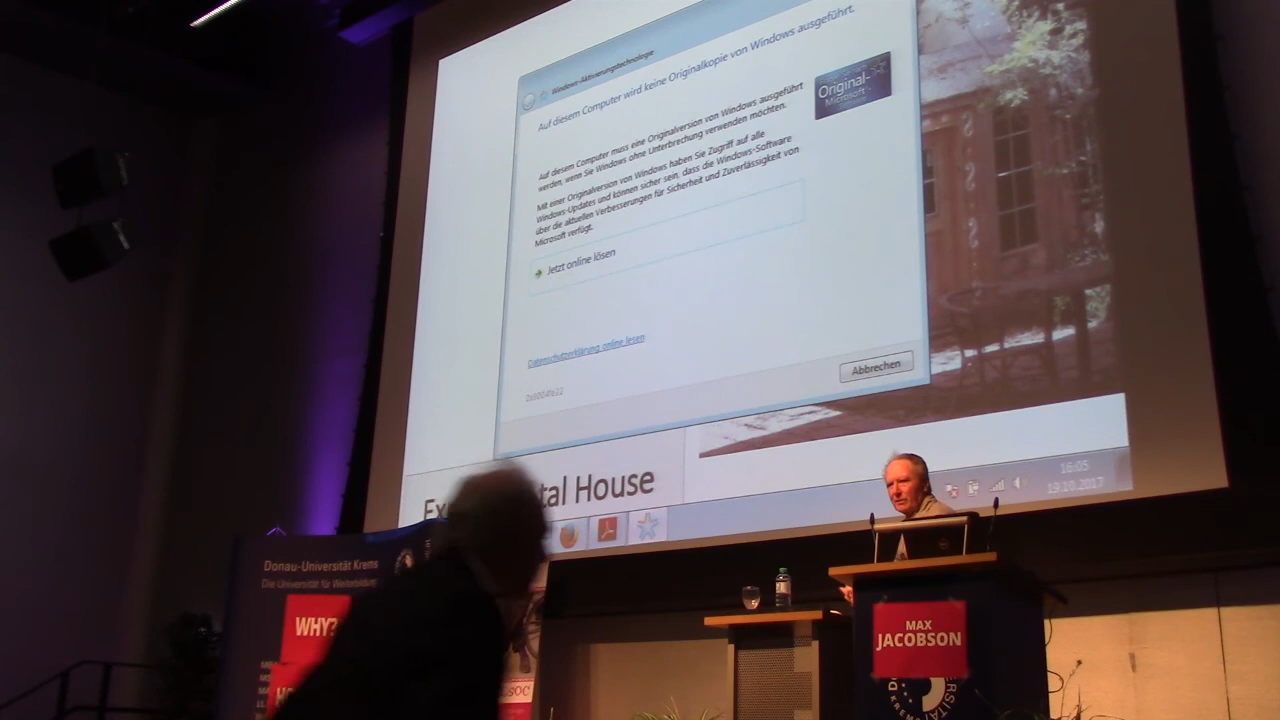 Windows-Aktivierungstechnologie
Auf diesem Computer wird keine Originalkopie von Windows ausgeführt.
Original-
Microsoft
Auf diesem Computer muss eine Originalversion von Windows ausgeführt
werden, wenn Sie Windows ohne Unterbrechung verwenden möchten.
Mit einer Originalversion von Windows haben Sie Zugriff auf alle
Windows-Updates und können sicher sein, dass die Windows-Software
über die aktuellen Verbesserungen für Sicherheit und Zuverlässigkeit von
Microsoft verfügt.
Jetzt online lösen
Datenschutzerklärung online lesen
Abbrechen
tal House
16:05
19.10.2017
Donau-Universität Krems
Die Universität für Weiterbildung
WHY?
MAX
JACOBSON